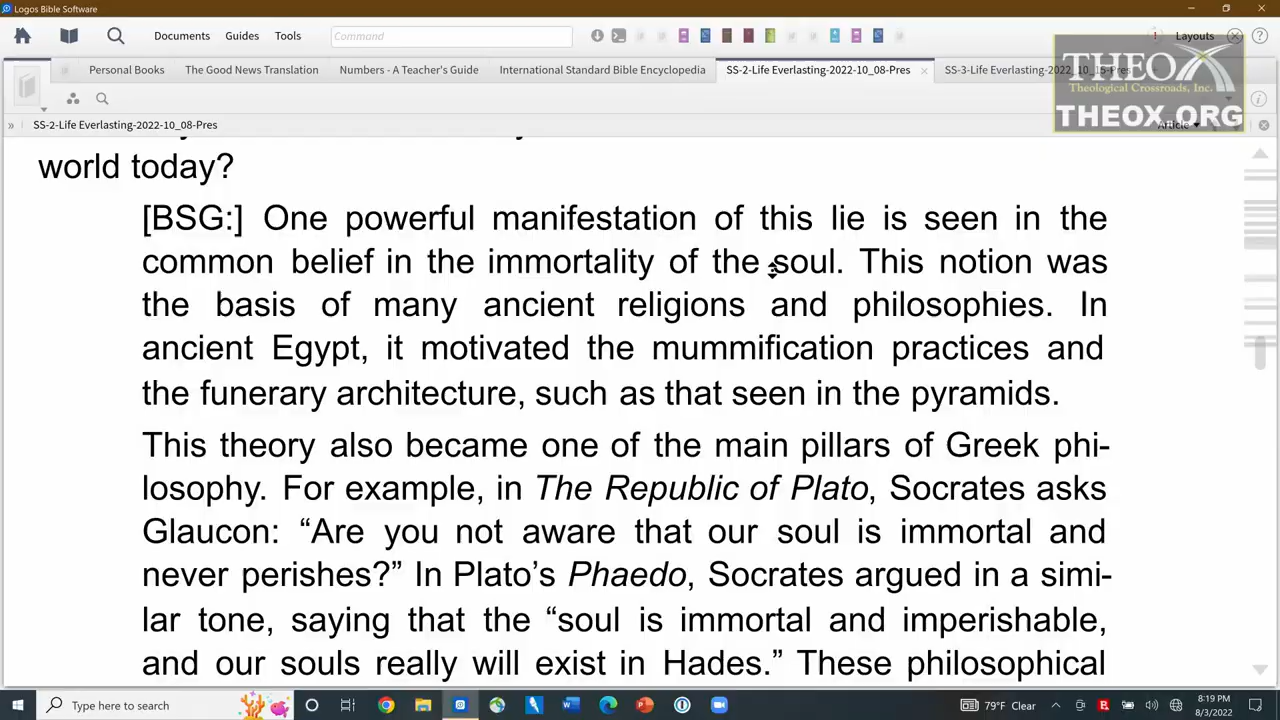 Logos Bible Software
Documents Guides Tools Command Layouts
THEOX
Theological Crossroads, Inc.
THEOX.ORG
Personal Books The Good News Translation Guide International Standard Bible Encyclopedia SS-2-Life Everlasting-2022-10_08-Pres SS-3-Life Everlasting-2022_10_15-Pres
SS-2-Life Everlasting-2022-10_08-Pres Article
world today?
[BSG:] One powerful manifestation of this lie is seen in the
common belief in the immortality of the soul. This notion was
the basis of many ancient religions and philosophies. In
ancient Egypt, it motivated the mummification practices and
the funerary architecture, such as that seen in the pyramids.
This theory also became one of the main pillars of Greek phi-
losophy. For example, in The Republic of Plato, Socrates asks
Glaucon: “Are you not aware that our soul is immortal and
never perishes?” In Plato’s Phaedo, Socrates argued in a simi-
lar tone, saying that the “soul is immortal and imperishable,
and our souls really will exist in Hades.” These philosophical
Type here to search 79°F Clear 8:19 PM
8/3/2022